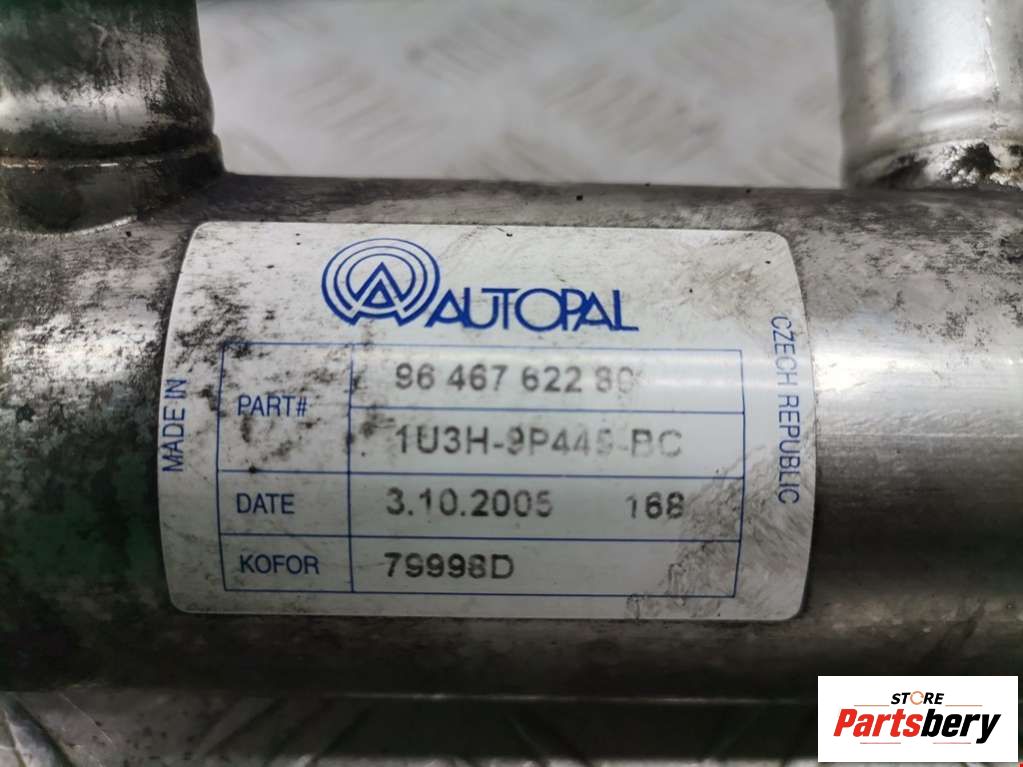 AUTOPAL
MADE IN
PART#
96 467 622 80
1U3H-9P449-BC
DATE 3.10.2005 168
KOFOR 79998D
CZECH REPUBLIC
STORE
Partsbery